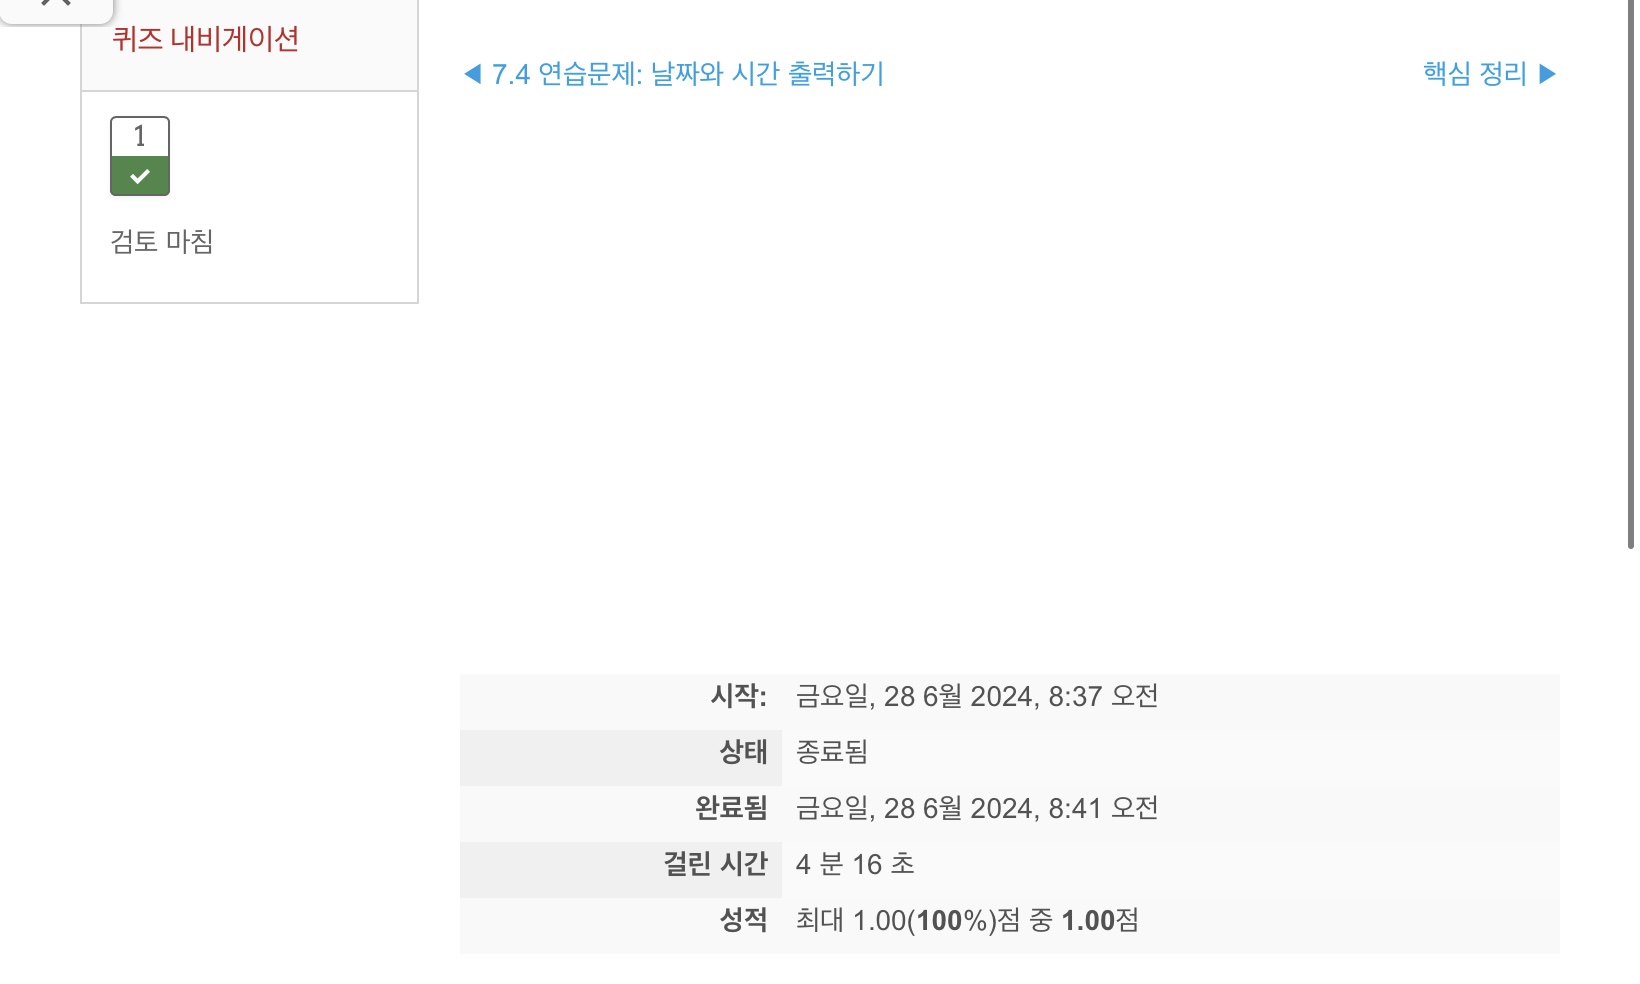 퀴즈 내비게이션
1
검토 마침
◀ 7.4 연습문제: 날짜와 시간 출력하기
핵심 정리 ▶
시작: 금요일, 28 6월 2024, 8:37 오전
상태 종료됨
완료됨 금요일, 28 6월 2024, 8:41 오전
걸린 시간 4 분 16 초
성적 최대 1.00(100%)점 중 1.00점